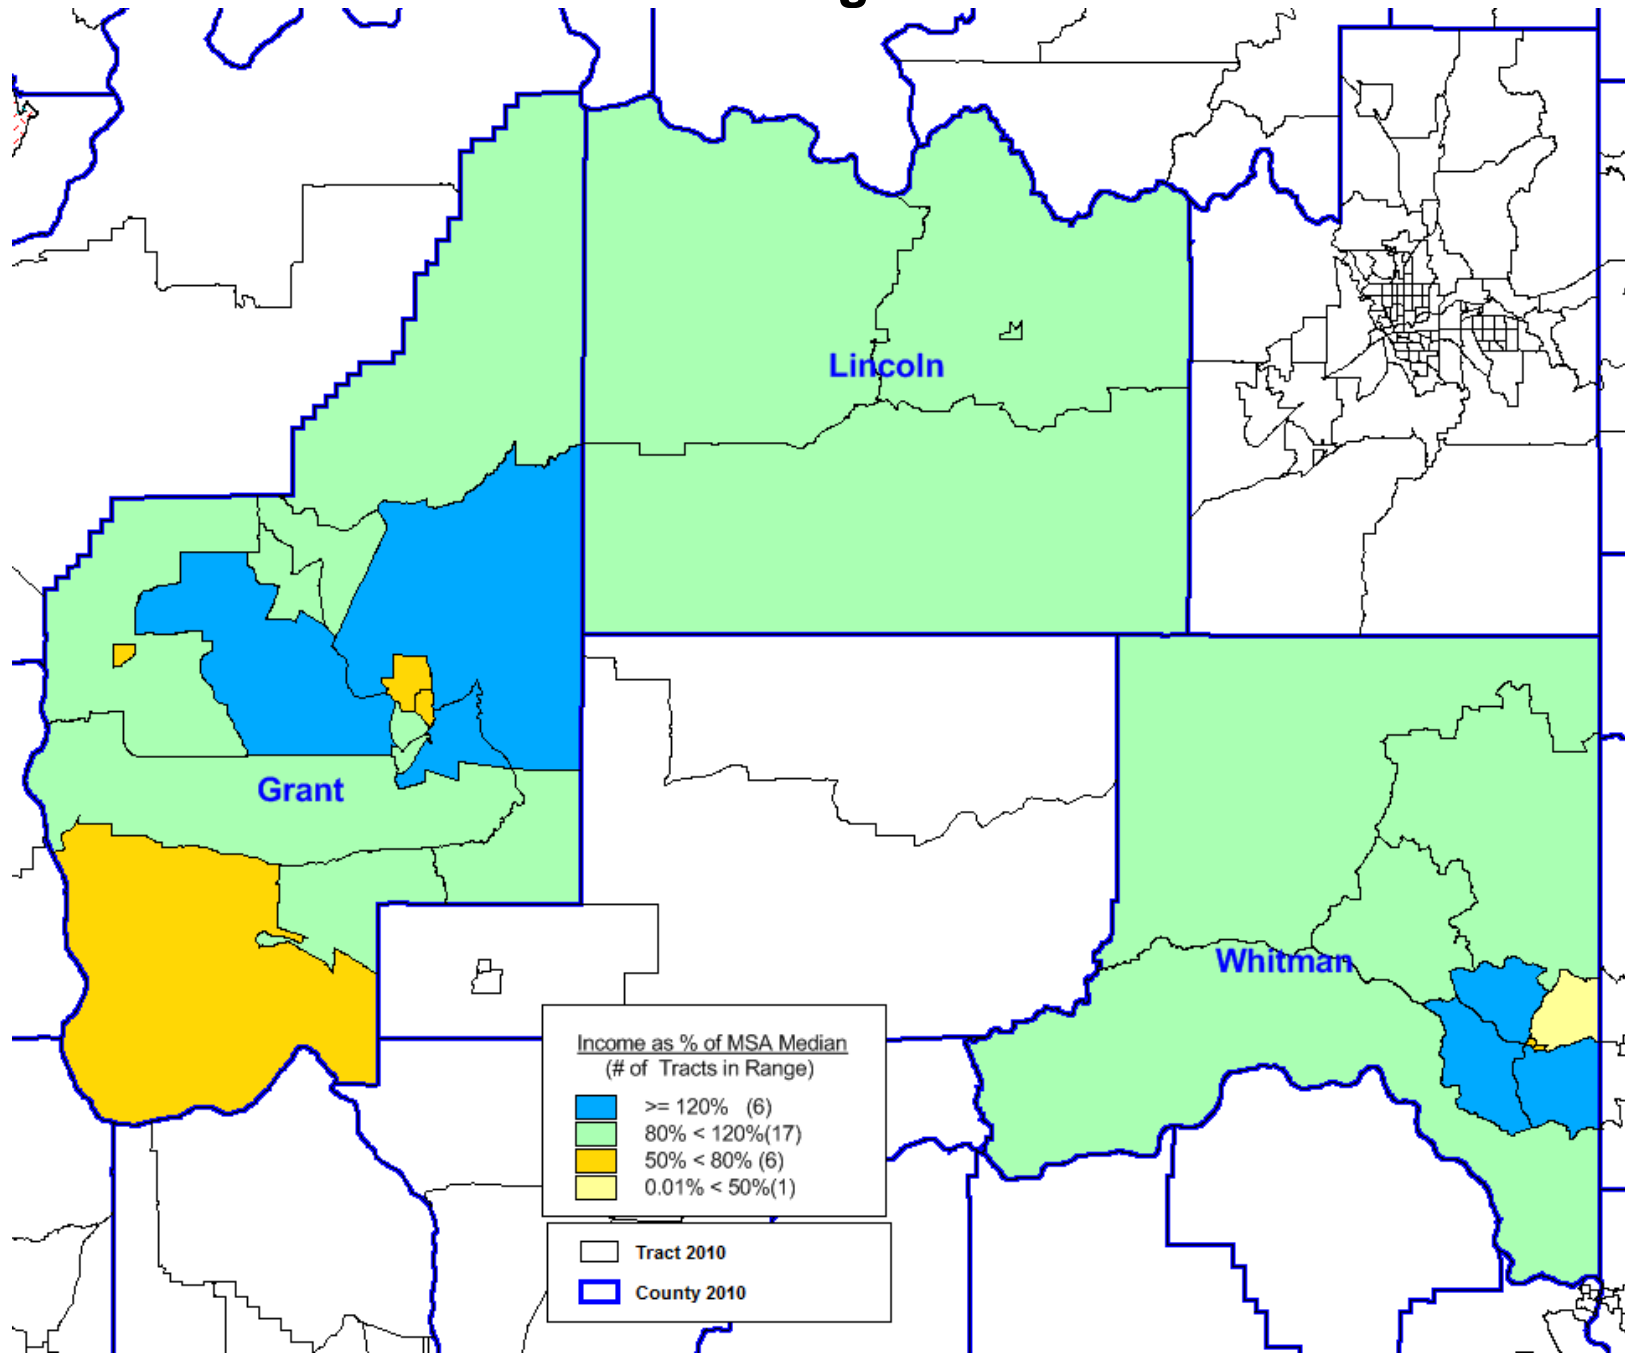 g
Lincoln
Grant
Whitman
Income as % of MSA Median
(# of Tracts in Range)
>= 120% (6)
80% < 120%(17)
50% < 80% (6)
0.01% < 50%(1)
Tract 2010
County 2010